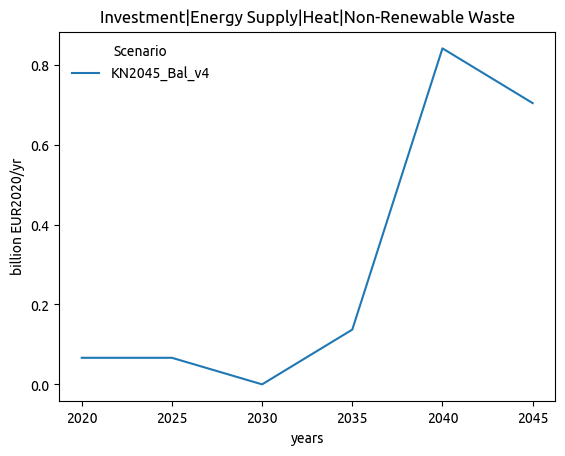 Investment|Energy Supply|Heat|Non-Renewable Waste
Scenario
KN2045_Bal_v4
billion EUR2020/yr
0.8
0.6
0.4
0.2
0.0
2020 2025 2030 2035 2040 2045
years